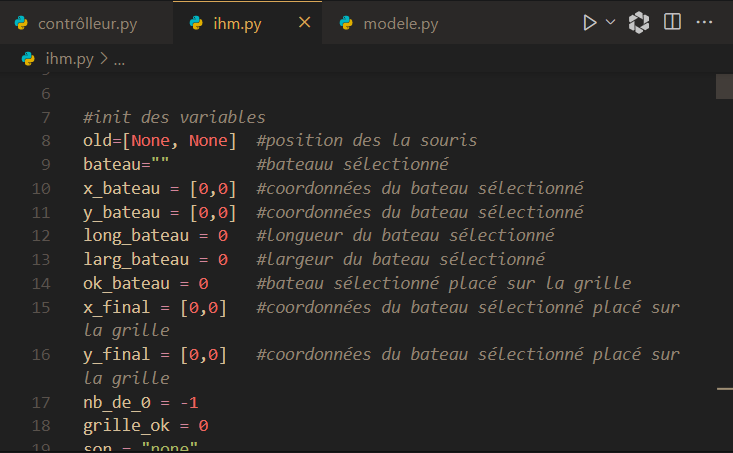 contrôlleur.py ihm.py modele.py
ihm.py > ...
6
7 #init des variables
8 old=[None, None] #position des la souris
9 bateau="" #bateauu sélectionné
10 x_bateau = [0,0] #coordonnées du bateau sélectionné
11 y_bateau = [0,0] #coordonnées du bateau sélectionné
12 long_bateau = 0 #longueur du bateau sélectionné
13 larg_bateau = 0 #largeur du bateau sélectionné
14 ok_bateau = 0 #bateau sélectionné placé sur la grille
15 x_final = [0,0] #coordonnées du bateau sélectionné placé sur
la grille
16 y_final = [0,0] #coordonnées du bateau sélectionné placé sur
la grille
17 nb_de_0 = -1
18 grille_ok = 0
19 son = "none"